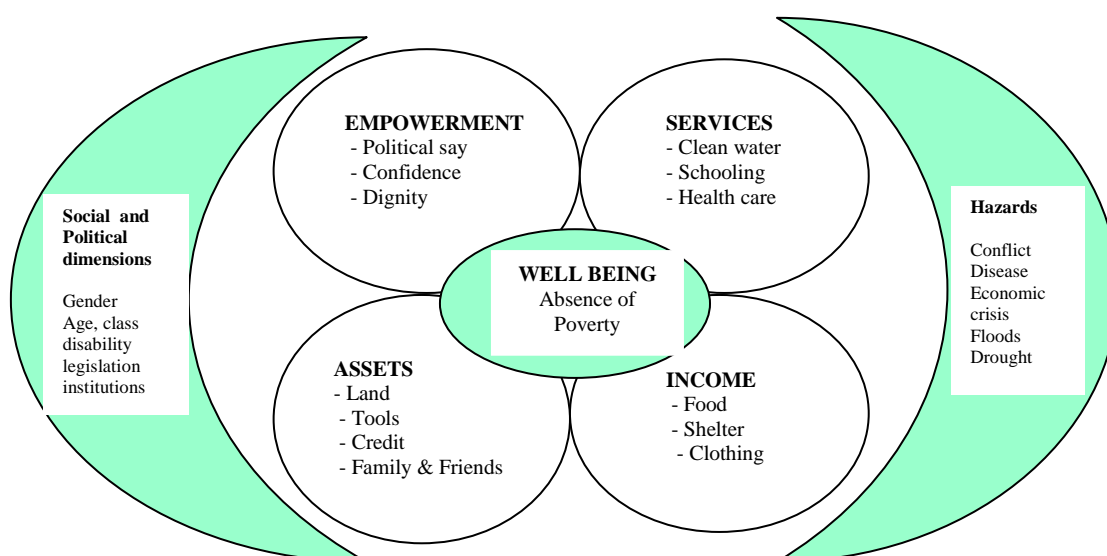 Social and
Political
dimensions
Gender
Age, class
disability
legislation
institutions
EMPOWERMENT
- Political say
- Confidence
- Dignity
SERVICES
- Clean water
- Schooling
- Health care
WELL BEING
Absence of
Poverty
ASSETS
- Land
- Tools
- Credit
- Family & Friends
INCOME
- Food
- Shelter
- Clothing
Hazards
Conflict
Disease
Economic
crisis
Floods
Drought